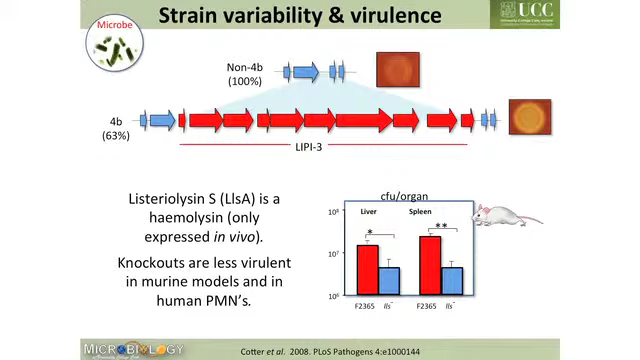 Strain variability & virulence
UCC
Microbe
Non-4b
(100%)
4b
(63%)
LIPI-3
Listeriolysin S (LlsA) is a
haemolysin (only
expressed in vivo).
Knockouts are less virulent
in murine models and in
human PMN's.
cfu/organ
10⁸
Liver
Spleen
*
**
10⁷
10⁶
F2365
lls⁻
F2365
lls⁻
MICROBIOLOGY
Cotter et al. 2008. PLoS Pathogens 4:e1000144